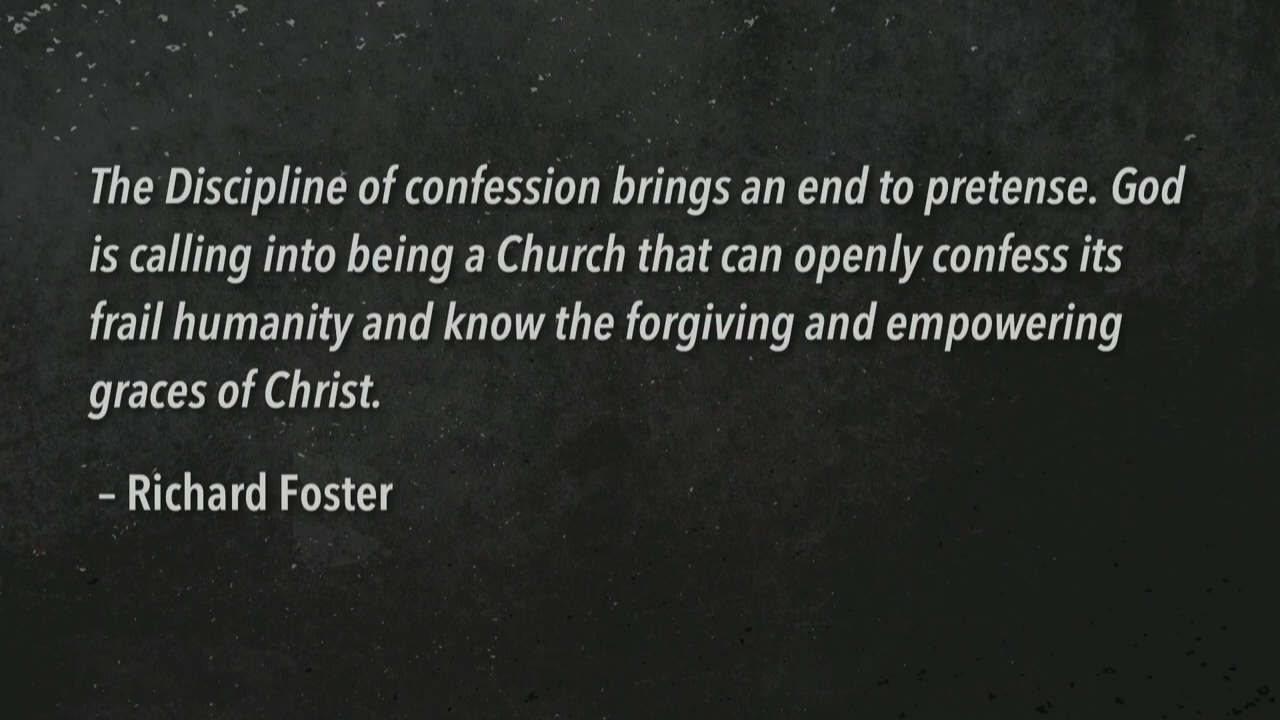 The Discipline of confession brings an end to pretense. God
is calling into being a Church that can openly confess its
frail humanity and know the forgiving and empowering
graces of Christ.
– Richard Foster